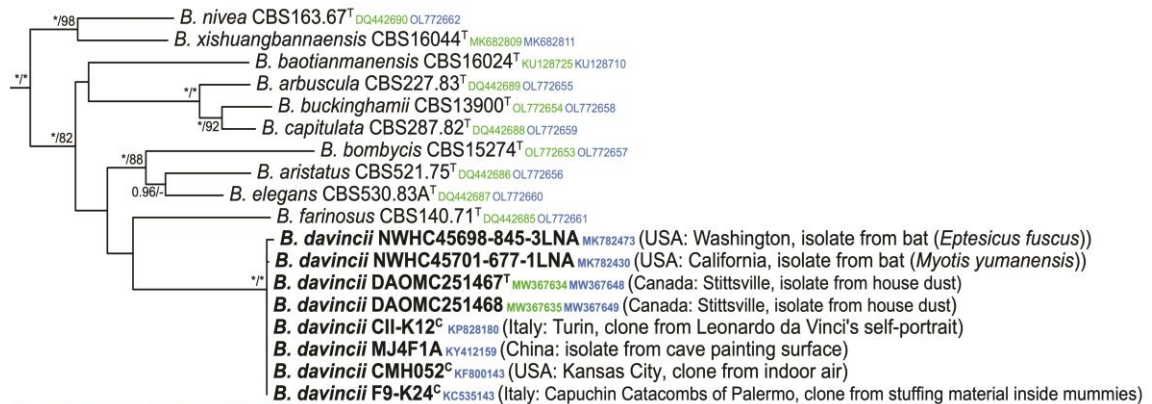 */98
B. nivea CBS163.67ᵀ DQ442690 OL772662
B. xishuangbannaensis CBS16044ᵀ MK682809 MK682811
*/*
B. baotianmanensis CBS16024ᵀ KU128725 KU128710
*/*
B. arbuscula CBS227.83ᵀ DQ442689 OL772655
B. buckinghamii CBS13900ᵀ OL772654 OL772658
*/92
B. capitulata CBS287.82ᵀ DQ442688 OL772659
*/82
B. bombycis CBS15274ᵀ OL772653 OL772657
*/88
B. aristatus CBS521.75ᵀ DQ442686 OL772656
0.96/-
B. elegans CBS530.83Aᵀ DQ442687 OL772660
B. farinosus CBS140.71ᵀ DQ442685 OL772661
B. davincii NWHC45698-845-3LNA MK782473 (USA: Washington, isolate from bat (Eptesicus fuscus))
B. davincii NWHC45701-677-1LNA MK782430 (USA: California, isolate from bat (Myotis yumanensis))
*/*
B. davincii DAOMC251467ᵀ MW367634 MW367648 (Canada: Stittsville, isolate from house dust)
B. davincii DAOMC251468 MW367635 MW367649 (Canada: Stittsville, isolate from house dust)
B. davincii CII-K12ᶜ KP828180 (Italy: Turin, clone from Leonardo da Vinci's self-portrait)
B. davincii MJ4F1A KY412159 (China: isolate from cave painting surface)
B. davincii CMH052ᶜ KF800143 (USA: Kansas City, clone from indoor air)
B. davincii F9-K24ᶜ KC535143 (Italy: Capuchin Catacombs of Palermo, clone from stuffing material inside mummies)